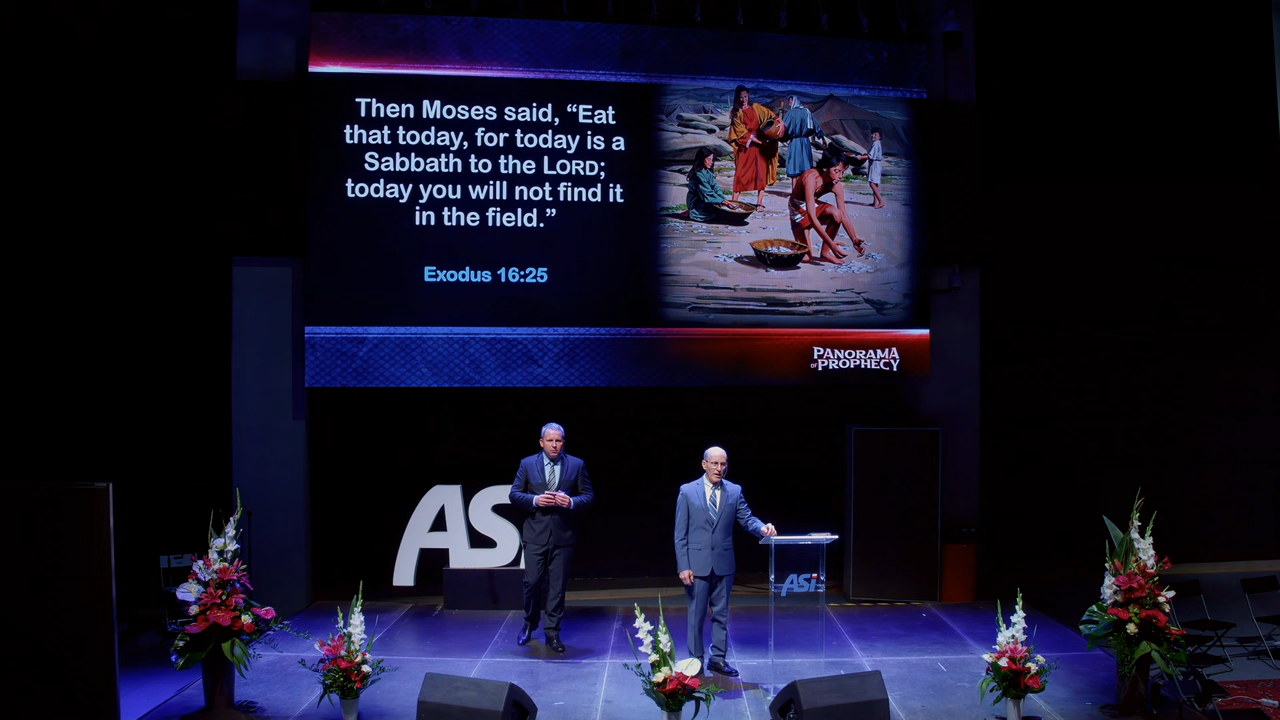 Then Moses said, “Eat
that today, for today is a
Sabbath to the LORD;
today you will not find it
in the field.”
Exodus 16:25
PANORAMA
OF PROPHECY
ASi
ASi